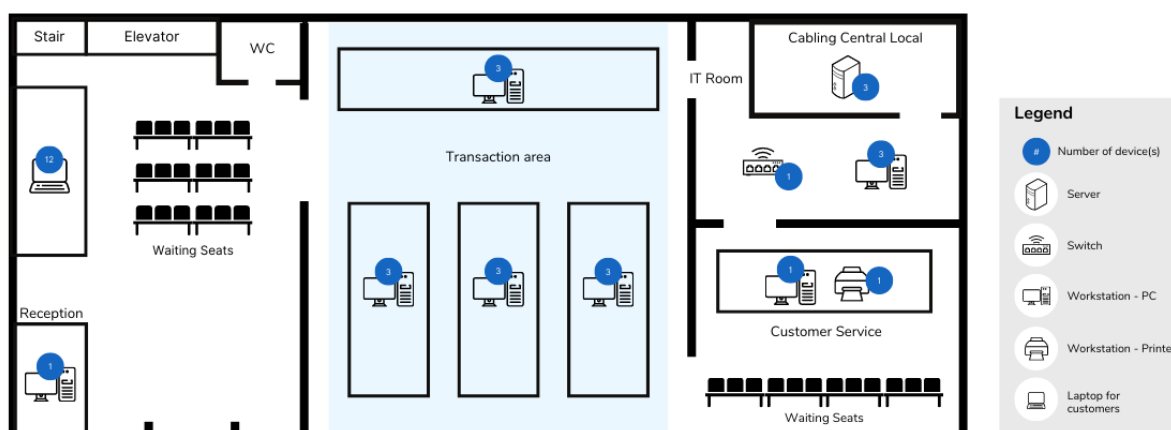 Stair
Elevator
WC
Cabling Central Local
3
IT Room
3
Legend
12
Transaction area
3
# Number of device(s)
1
Server
Waiting Seats
Switch
3
3
3
1
1
Workstation - PC
Reception
Customer Service
1
Workstation - Printe
Laptop for
customers
Waiting Seats